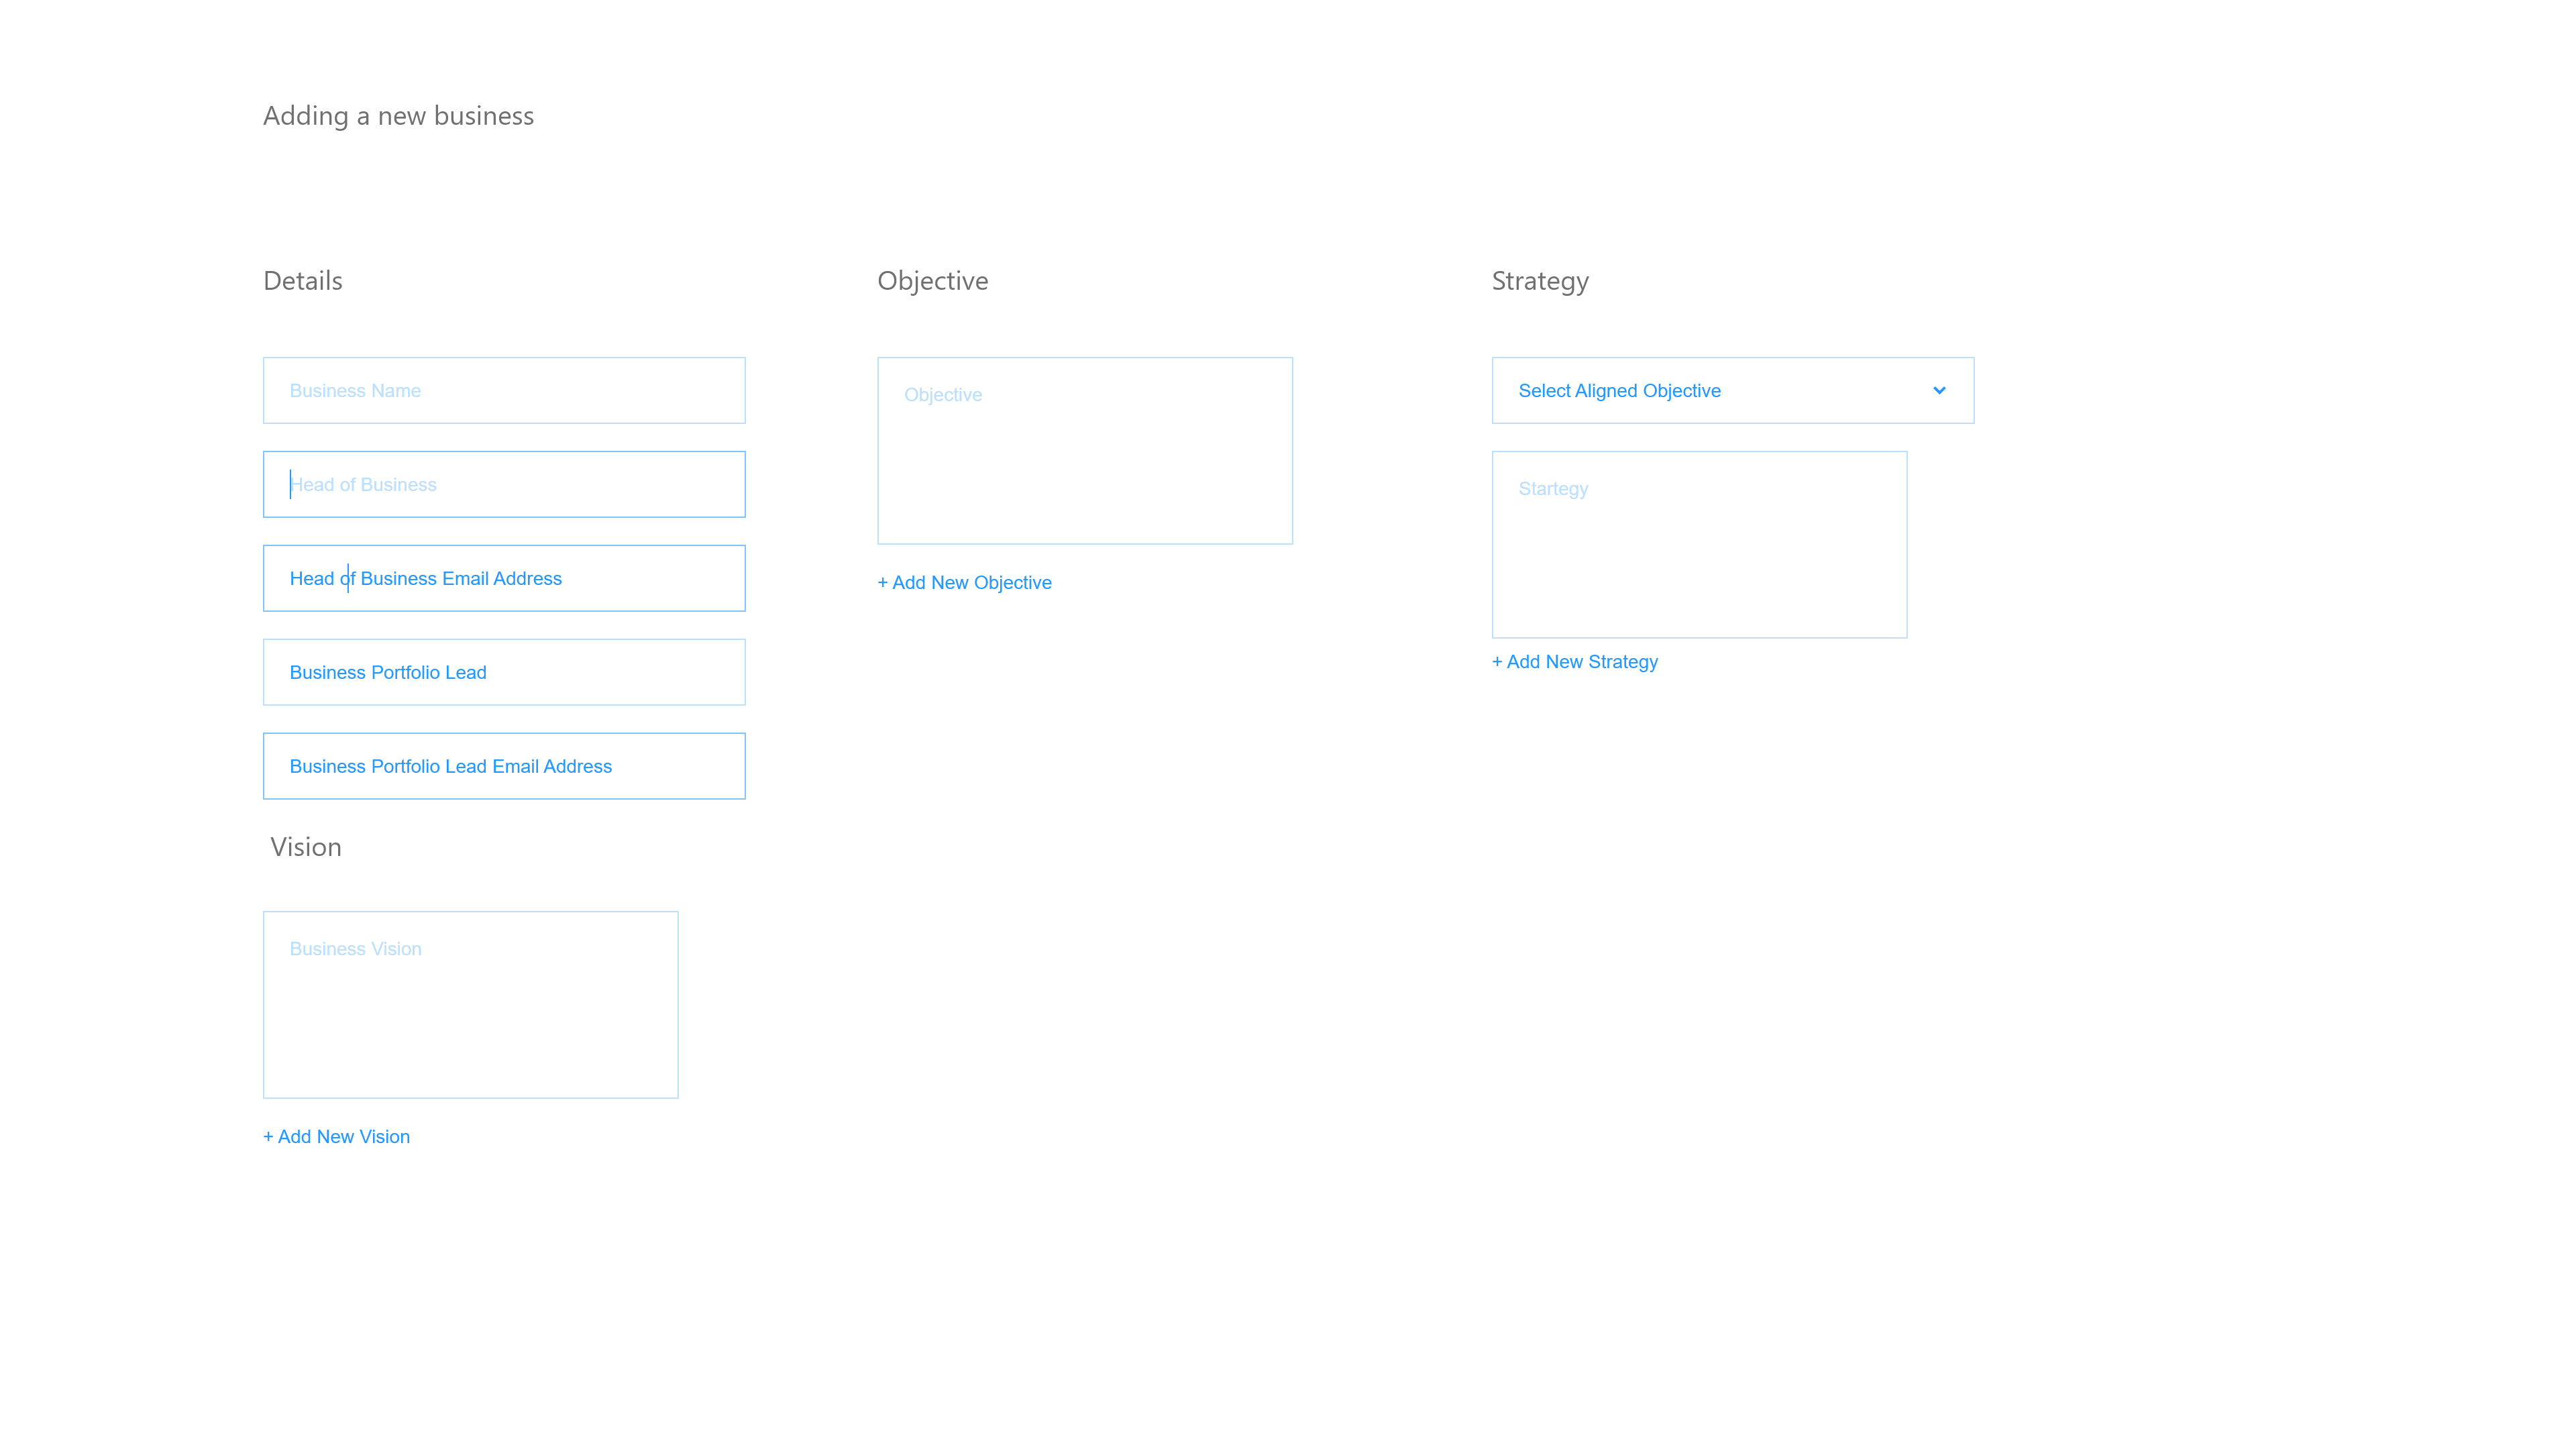 Adding a new business
Details
Business Name
Head of Business
Head of Business Email Address
Business Portfolio Lead
Business Portfolio Lead Email Address
Vision
Business Vision
+ Add New Vision
Objective
Objective
+ Add New Objective
Strategy
Select Aligned Objective
Startegy
+ Add New Strategy